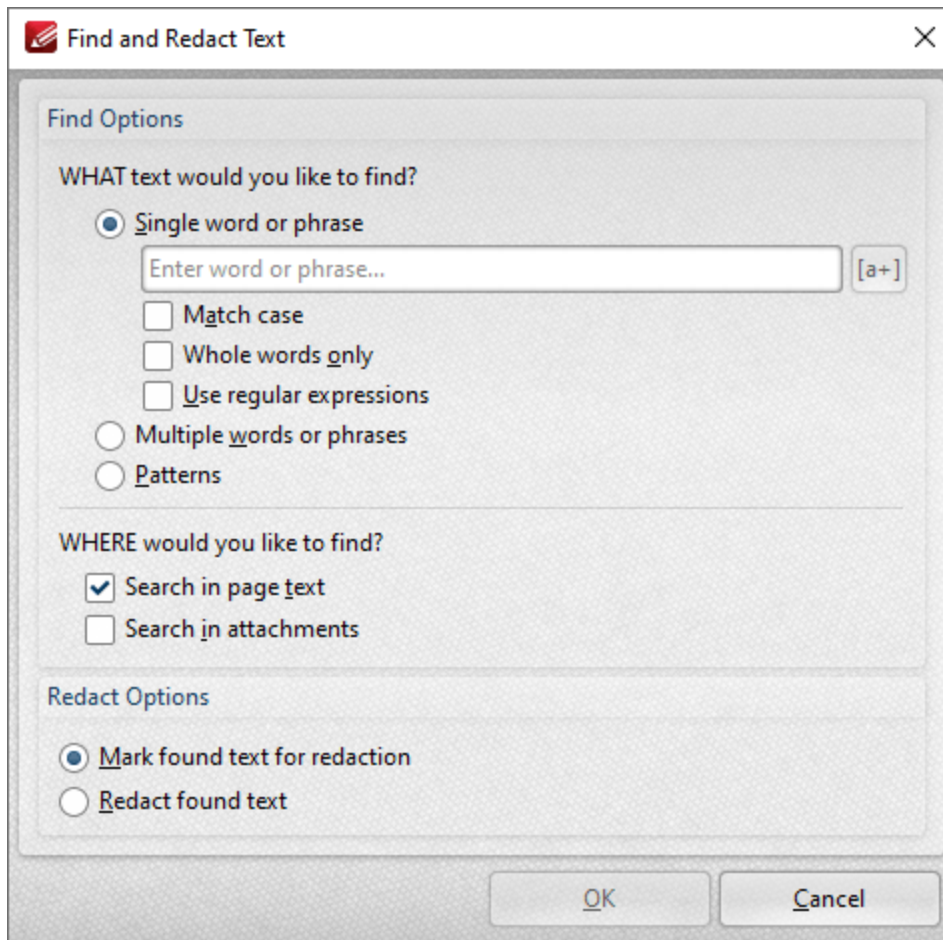 Find and Redact Text
Find Options
WHAT text would you like to find?
Single word or phrase
Enter word or phrase... [a+]
Match case
Whole words only
Use regular expressions
Multiple words or phrases
Patterns
WHERE would you like to find?
Search in page text
Search in attachments
Redact Options
Mark found text for redaction
Redact found text
OK Cancel